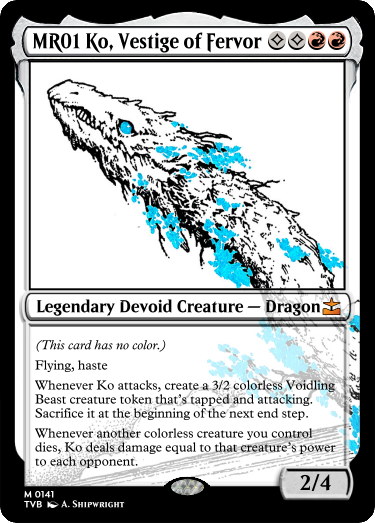 MR01 Ko, Vestige of Fervor
Legendary Devoid Creature — Dragon
(This card has no color.)
Flying, haste
Whenever Ko attacks, create a 3/2 colorless Voidling
Beast creature token that's tapped and attacking.
Sacrifice it at the beginning of the next end step.
Whenever another colorless creature you control
dies, Ko deals damage equal to that creature's power
to each opponent.
2/4
M 0141
TVB A. Shipwright